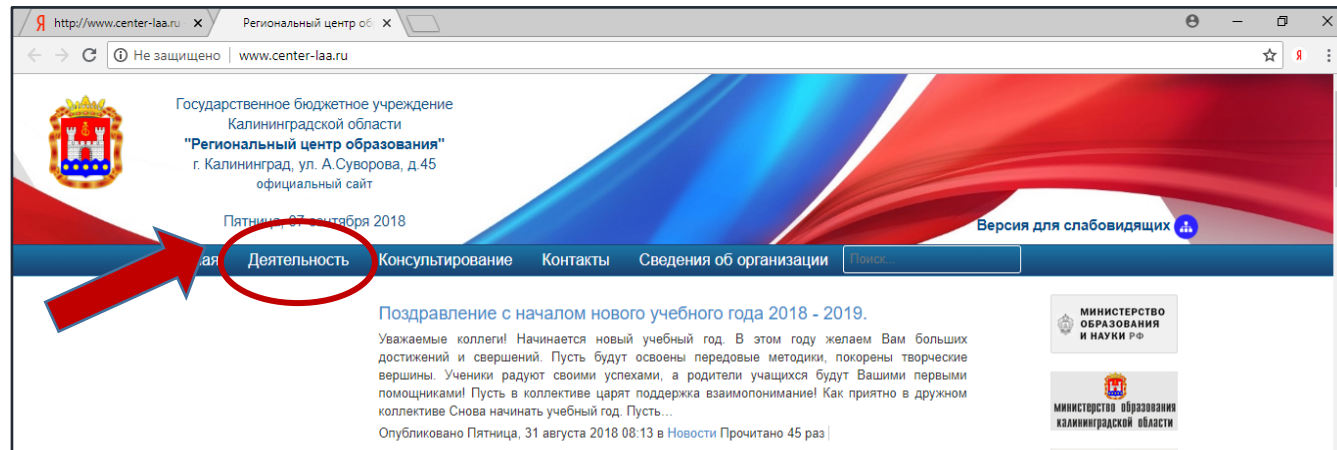 http://www.center-laa.ru
Региональный центр об
Не защищено | www.center-laa.ru
Государственное бюджетное учреждение
Калининградской области
"Региональный центр образования"
г. Калининград, ул. А.Суворова, д.45
официальный сайт
Пятница, 07 сентября 2018
Версия для слабовидящих
Деятельность Консультирование Контакты Сведения об организации Поиск...
Поздравление с началом нового учебного года 2018 - 2019.
Уважаемые коллеги! Начинается новый учебный год. В этом году желаем Вам больших
достижений и свершений. Пусть будут освоены передовые методики, покорены творческие
вершины. Ученики радуют своими успехами, а родители учащихся будут Вашими первыми
помощниками! Пусть в коллективе царят поддержка взаимопонимание! Как приятно в дружном
коллективе Снова начинать учебный год. Пусть...
Опубликовано Пятница, 31 августа 2018 08:13 в Новости Прочитано 45 раз
МИНИСТЕРСТВО
ОБРАЗОВАНИЯ
И НАУКИ РФ
министерство образования
калининградской области